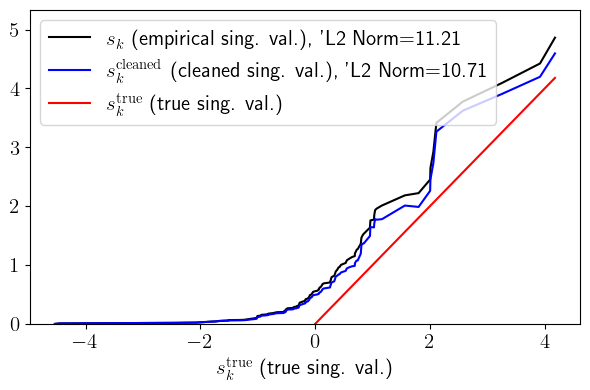 s_k (empirical sing. val.), 'L2 Norm=11.21
s_k^cleaned (cleaned sing. val.), 'L2 Norm=10.71
s_k^true (true sing. val.)
5
4
3
2
1
0
−4 −2 0 2 4
s_k^true (true sing. val.)